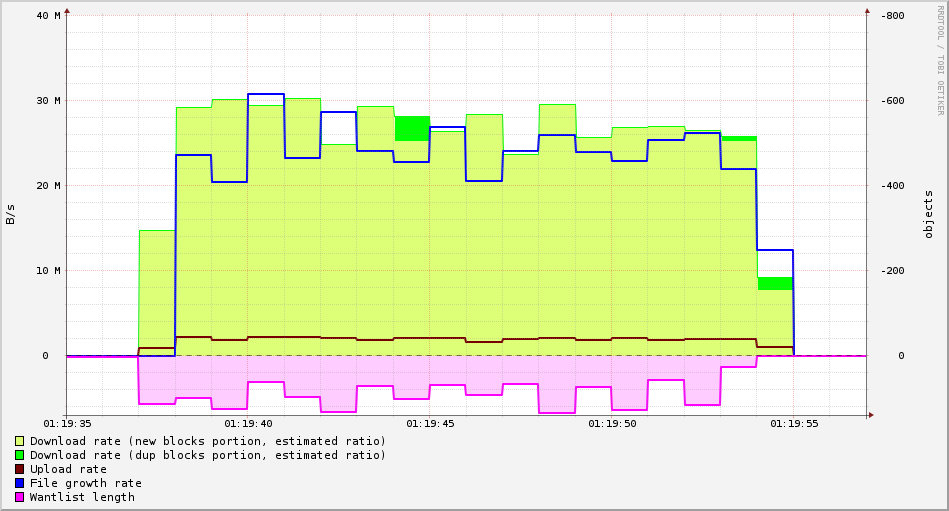 40 M
30 M
20 M
10 M
0
B/s
-800
-600
-400
-200
0
objects
RRDTOOL / TOBI OETIKER
01:19:35 01:19:40 01:19:45 01:19:50 01:19:55
Download rate (new blocks portion, estimated ratio)
Download rate (dup blocks portion, estimated ratio)
Upload rate
File growth rate
Wantlist length